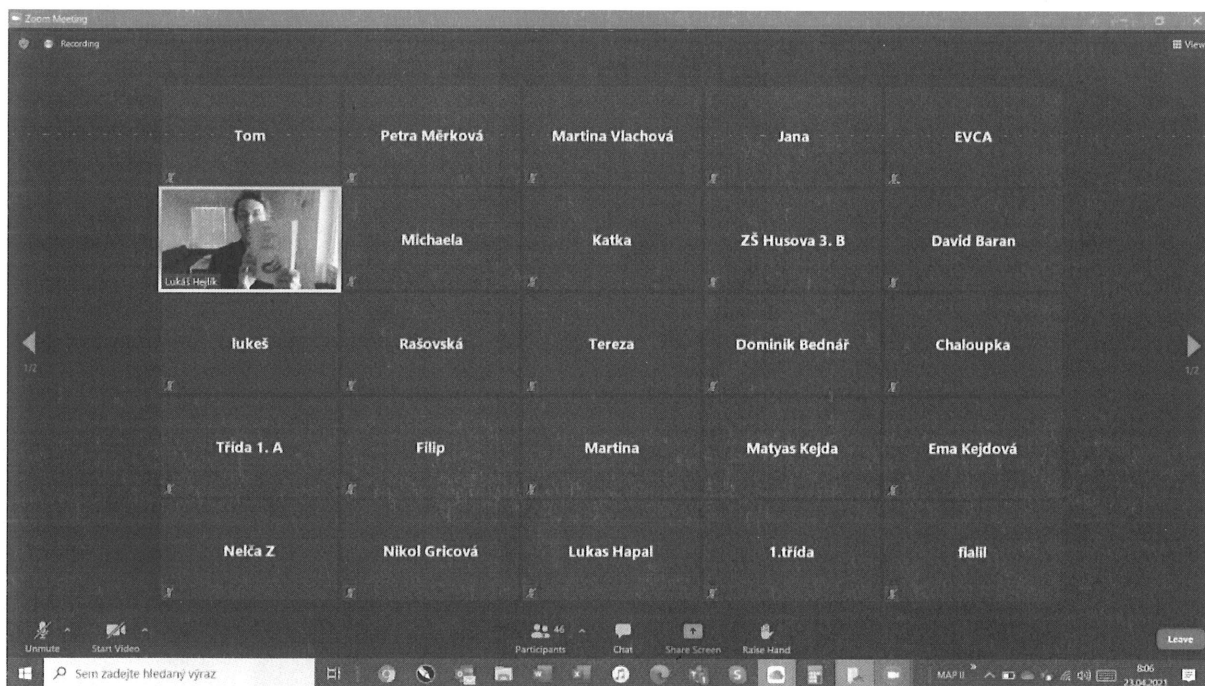 Zoom Meeting
Recording
View
Tom
Petra Měrková
Martina Vlachová
Jana
EVCA
Lukáš Hejlík
Michaela
Katka
ZŠ Husova 3. B
David Baran
lukeš
Rašovská
Tereza
Dominik Bednář
Chaloupka
1/2
1/2
Třída 1. A
Filip
Martina
Matyas Kejda
Ema Kejdová
Nelča Z
Nikol Gricová
Lukas Hapal
1.třída
fialil
46
Unmute
Start Video
Participants
Chat
Share Screen
Raise Hand
Leave
Sem zadejte hledaný výraz
MAP II
8:06
23.04.2021